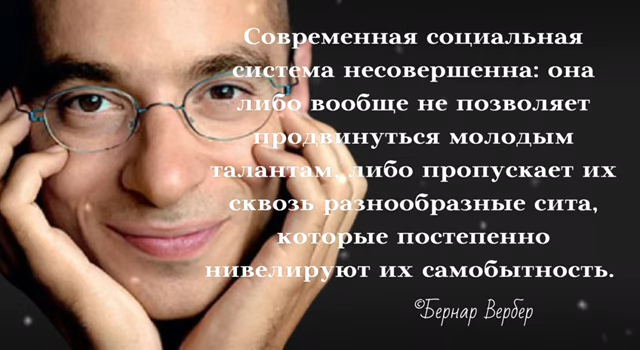 Современная социальная
система несовершенна: она
либо вообще не позволяет
продвинуться молодым
талантам, либо пропускает их
сквозь разнообразные сита,
которые постепенно
нивелируют их самобытность.
©Бернар Вербер